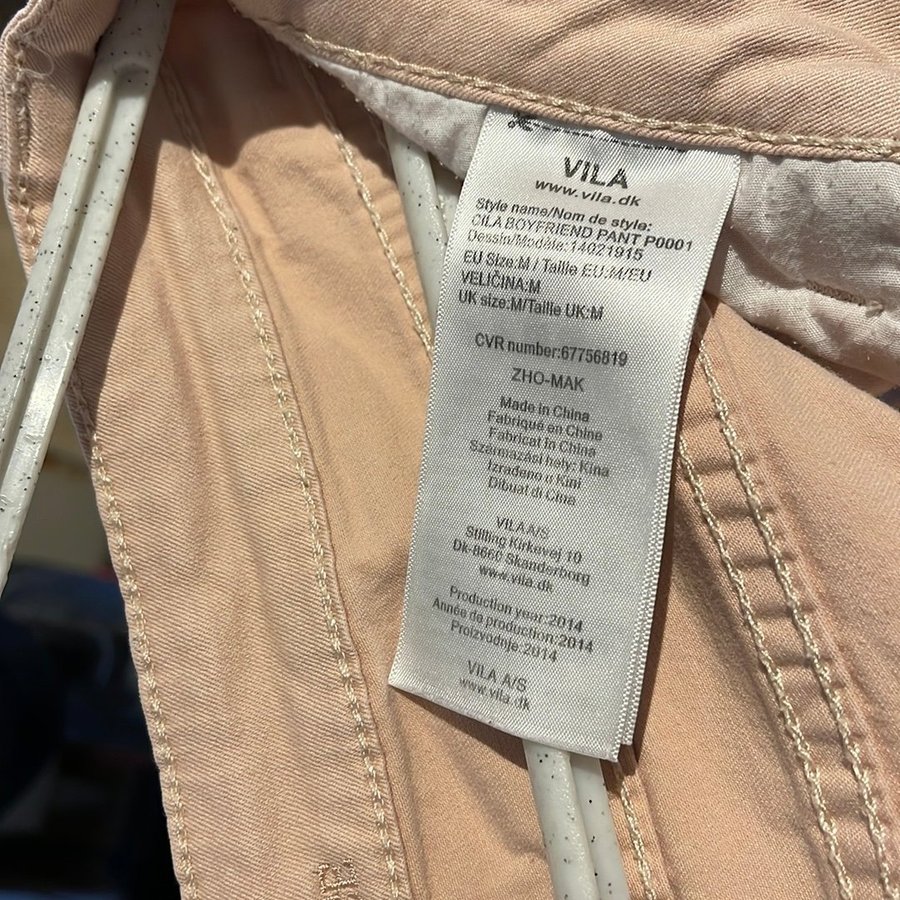 VILA
www.vila.dk
Style name/Nom de style:
CILA BOYFRIEND PANT P0001
Dessin/Modèle:14021915
EU Size:M / Taille EU:M/EU
VELIČINA:M
UK size:M/Taille UK:M
CVR number:67756819
ZHO-MAK
Made in China
Fabriqué en Chine
Fabricat în China
Származási hely: Kina
Izrađeno u Kini
Dibuat di Cina
VILA A/S
Stilling Kirkevej 10
Dk-8660 Skanderborg
www.vila.dk
Production year:2014
Année de production:2014
Proizvodnje:2014
VILA A/S
www.vila.dk